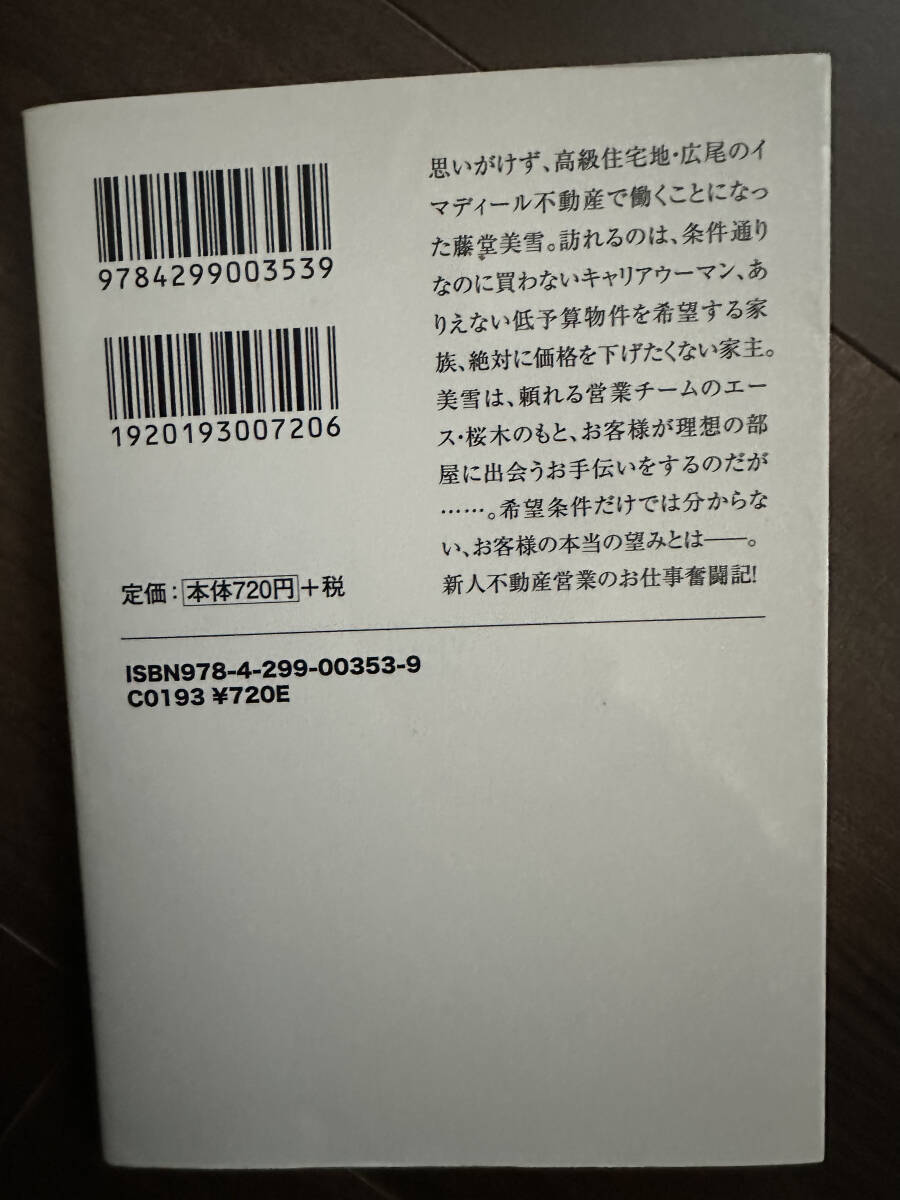 9784299003539
1920193007206
定価：本体720円+税
ISBN978-4-299-00353-9
C0193 ¥720E
思いがけず、高級住宅地・広尾のイ
マディール不動産で働くことになっ
た藤堂美雪。訪れるのは、条件通り
なのに買わないキャリアウーマン、あ
りえない低予算物件を希望する家
族、絶対に価格を下げたくない家主。
美雪は、頼れる営業チームのエー
ス・桜木のもと、お客様が理想の部
屋に出会うお手伝いをするのだが
……。希望条件だけでは分からな
い、お客様の本当の望みとは——。
新人不動産営業のお仕事奮闘記！